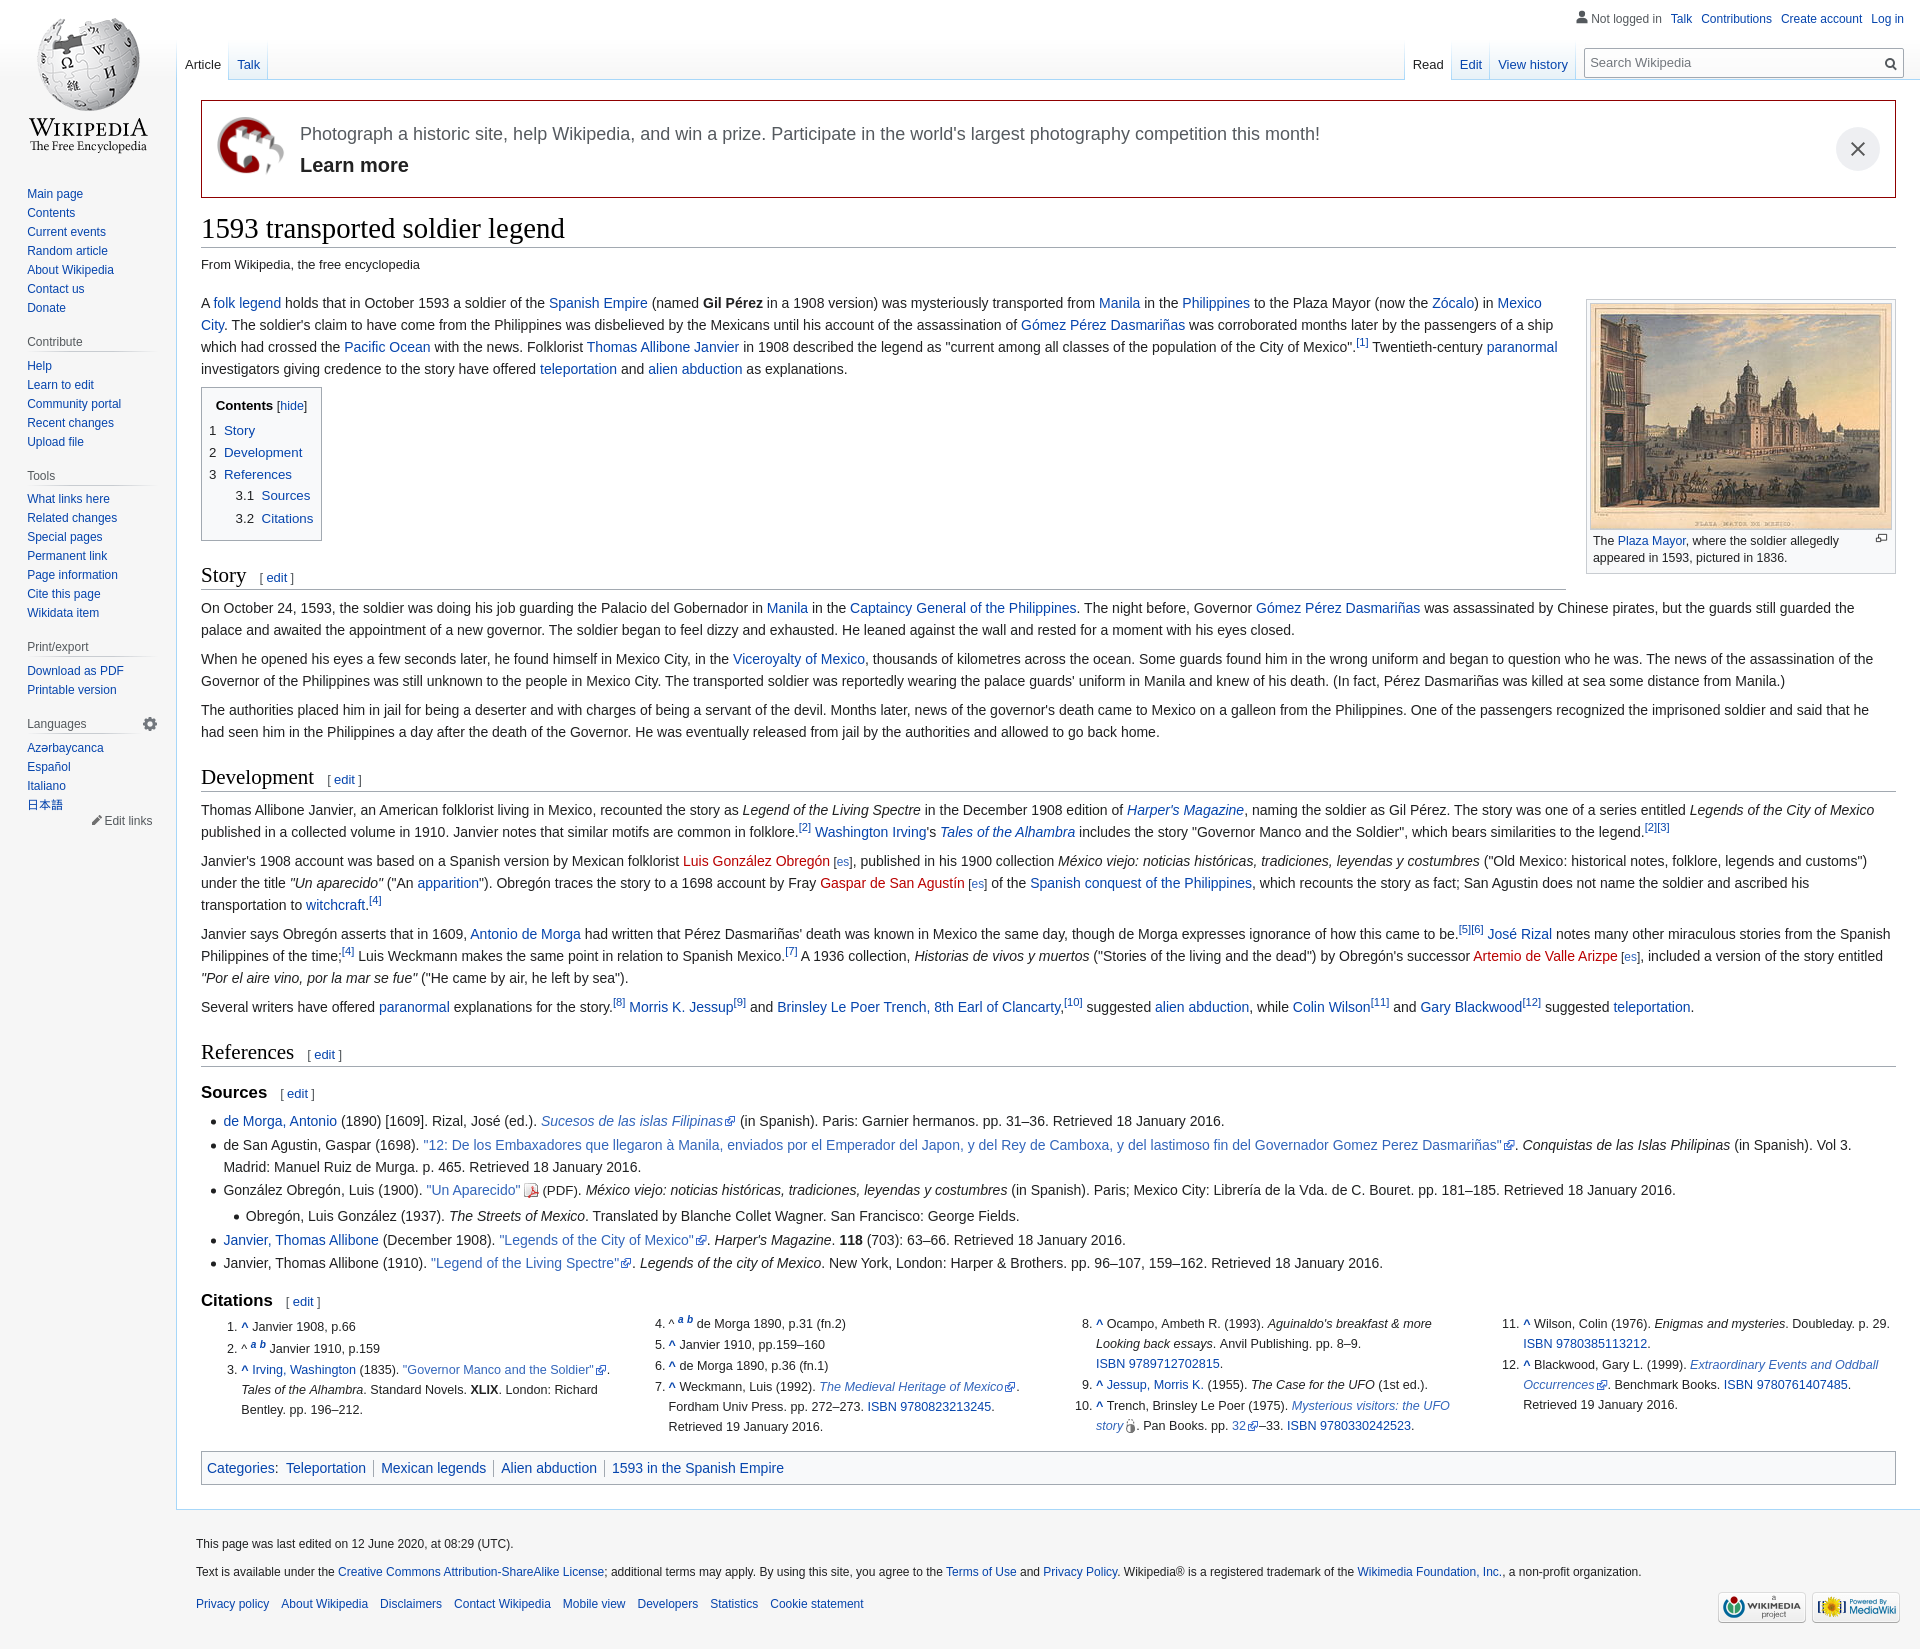 Not logged in Talk Contributions Create account Log in
Article Talk Read Edit View history Search Wikipedia
WIKIPEDIA
The Free Encyclopedia
Main page
Contents
Current events
Random article
About Wikipedia
Contact us
Donate
Contribute
Help
Learn to edit
Community portal
Recent changes
Upload file
Tools
What links here
Related changes
Special pages
Permanent link
Page information
Cite this page
Wikidata item
Print/export
Download as PDF
Printable version
Languages
Azərbaycanca
Español
Italiano
日本語
Edit links
Photograph a historic site, help Wikipedia, and win a prize. Participate in the world's largest photography competition this month!
Learn more
1593 transported soldier legend
From Wikipedia, the free encyclopedia
A folk legend holds that in October 1593 a soldier of the Spanish Empire (named Gil Pérez in a 1908 version) was mysteriously transported from Manila in the Philippines to the Plaza Mayor (now the Zócalo) in Mexico
City. The soldier's claim to have come from the Philippines was disbelieved by the Mexicans until his account of the assassination of Gómez Pérez Dasmariñas was corroborated months later by the passengers of a ship
which had crossed the Pacific Ocean with the news. Folklorist Thomas Allibone Janvier in 1908 described the legend as "current among all classes of the population of the City of Mexico".[1] Twentieth-century paranormal
investigators giving credence to the story have offered teleportation and alien abduction as explanations.
PLAZA MAYOR DE MEXICO.
The Plaza Mayor, where the soldier allegedly
appeared in 1593, pictured in 1836.
Contents [hide]
1 Story
2 Development
3 References
3.1 Sources
3.2 Citations
Story [ edit ]
On October 24, 1593, the soldier was doing his job guarding the Palacio del Gobernador in Manila in the Captaincy General of the Philippines. The night before, Governor Gómez Pérez Dasmariñas was assassinated by Chinese pirates, but the guards still guarded the
palace and awaited the appointment of a new governor. The soldier began to feel dizzy and exhausted. He leaned against the wall and rested for a moment with his eyes closed.
When he opened his eyes a few seconds later, he found himself in Mexico City, in the Viceroyalty of Mexico, thousands of kilometres across the ocean. Some guards found him in the wrong uniform and began to question who he was. The news of the assassination of the
Governor of the Philippines was still unknown to the people in Mexico City. The transported soldier was reportedly wearing the palace guards' uniform in Manila and knew of his death. (In fact, Pérez Dasmariñas was killed at sea some distance from Manila.)
The authorities placed him in jail for being a deserter and with charges of being a servant of the devil. Months later, news of the governor's death came to Mexico on a galleon from the Philippines. One of the passengers recognized the imprisoned soldier and said that he
had seen him in the Philippines a day after the death of the Governor. He was eventually released from jail by the authorities and allowed to go back home.
Development [ edit ]
Thomas Allibone Janvier, an American folklorist living in Mexico, recounted the story as Legend of the Living Spectre in the December 1908 edition of Harper's Magazine, naming the soldier as Gil Pérez. The story was one of a series entitled Legends of the City of Mexico
published in a collected volume in 1910. Janvier notes that similar motifs are common in folklore.[2] Washington Irving's Tales of the Alhambra includes the story "Governor Manco and the Soldier", which bears similarities to the legend.[2][3]
Janvier's 1908 account was based on a Spanish version by Mexican folklorist Luis González Obregón [es], published in his 1900 collection México viejo: noticias históricas, tradiciones, leyendas y costumbres ("Old Mexico: historical notes, folklore, legends and customs")
under the title "Un aparecido" ("An apparition"). Obregón traces the story to a 1698 account by Fray Gaspar de San Agustín [es] of the Spanish conquest of the Philippines, which recounts the story as fact; San Agustin does not name the soldier and ascribed his
transportation to witchcraft.[4]
Janvier says Obregón asserts that in 1609, Antonio de Morga had written that Pérez Dasmariñas' death was known in Mexico the same day, though de Morga expresses ignorance of how this came to be.[5][6] José Rizal notes many other miraculous stories from the Spanish
Philippines of the time;[4] Luis Weckmann makes the same point in relation to Spanish Mexico.[7] A 1936 collection, Historias de vivos y muertos ("Stories of the living and the dead") by Obregón's successor Artemio de Valle Arizpe [es], included a version of the story entitled
"Por el aire vino, por la mar se fue" ("He came by air, he left by sea").
Several writers have offered paranormal explanations for the story.[8] Morris K. Jessup[9] and Brinsley Le Poer Trench, 8th Earl of Clancarty,[10] suggested alien abduction, while Colin Wilson[11] and Gary Blackwood[12] suggested teleportation.
References [ edit ]
Sources [ edit ]
• de Morga, Antonio (1890) [1609]. Rizal, José (ed.). Sucesos de las islas Filipinas (in Spanish). Paris: Garnier hermanos. pp. 31–36. Retrieved 18 January 2016.
• de San Agustin, Gaspar (1698). "12: De los Embaxadores que llegaron à Manila, enviados por el Emperador del Japon, y del Rey de Camboxa, y del lastimoso fin del Governador Gomez Perez Dasmariñas". Conquistas de las Islas Philipinas (in Spanish). Vol 3.
Madrid: Manuel Ruiz de Murga. p. 465. Retrieved 18 January 2016.
• González Obregón, Luis (1900). "Un Aparecido" (PDF). México viejo: noticias históricas, tradiciones, leyendas y costumbres (in Spanish). Paris; Mexico City: Librería de la Vda. de C. Bouret. pp. 181–185. Retrieved 18 January 2016.
• Obregón, Luis González (1937). The Streets of Mexico. Translated by Blanche Collet Wagner. San Francisco: George Fields.
• Janvier, Thomas Allibone (December 1908). "Legends of the City of Mexico". Harper's Magazine. 118 (703): 63–66. Retrieved 18 January 2016.
• Janvier, Thomas Allibone (1910). "Legend of the Living Spectre". Legends of the city of Mexico. New York, London: Harper & Brothers. pp. 96–107, 159–162. Retrieved 18 January 2016.
Citations [ edit ]
1. ^ Janvier 1908, p.66
2. ^ a b Janvier 1910, p.159
3. ^ Irving, Washington (1835). "Governor Manco and the Soldier".
Tales of the Alhambra. Standard Novels. XLIX. London: Richard
Bentley. pp. 196–212.
4. ^ a b de Morga 1890, p.31 (fn.2)
5. ^ Janvier 1910, pp.159–160
6. ^ de Morga 1890, p.36 (fn.1)
7. ^ Weckmann, Luis (1992). The Medieval Heritage of Mexico.
Fordham Univ Press. pp. 272–273. ISBN 9780823213245.
Retrieved 19 January 2016.
8. ^ Ocampo, Ambeth R. (1993). Aguinaldo's breakfast & more
Looking back essays. Anvil Publishing. pp. 8–9.
ISBN 9789712702815.
9. ^ Jessup, Morris K. (1955). The Case for the UFO (1st ed.).
10. ^ Trench, Brinsley Le Poer (1975). Mysterious visitors: the UFO
story. Pan Books. pp. 32–33. ISBN 9780330242523.
11. ^ Wilson, Colin (1976). Enigmas and mysteries. Doubleday. p. 29.
ISBN 9780385113212.
12. ^ Blackwood, Gary L. (1999). Extraordinary Events and Oddball
Occurrences. Benchmark Books. ISBN 9780761407485.
Retrieved 19 January 2016.
Categories: Teleportation Mexican legends Alien abduction 1593 in the Spanish Empire
This page was last edited on 12 June 2020, at 08:29 (UTC).
Text is available under the Creative Commons Attribution-ShareAlike License; additional terms may apply. By using this site, you agree to the Terms of Use and Privacy Policy. Wikipedia® is a registered trademark of the Wikimedia Foundation, Inc., a non-profit organization.
Privacy policy About Wikipedia Disclaimers Contact Wikipedia Mobile view Developers Statistics Cookie statement
a WIKIMEDIA project
Powered By MediaWiki